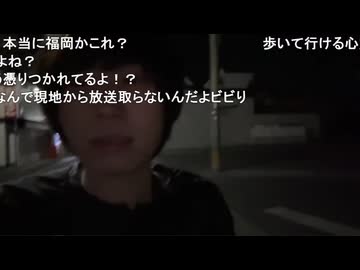 本当に福岡かこれ？
歩いて行ける心
よね？
憑りつかれてるよ！？
なんで現地から放送取らないんだよビビり